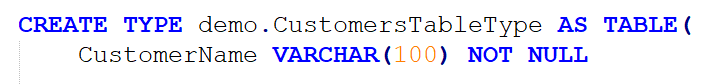 CREATE TYPE demo.CustomersTableType AS TABLE(
CustomerName VARCHAR(100) NOT NULL